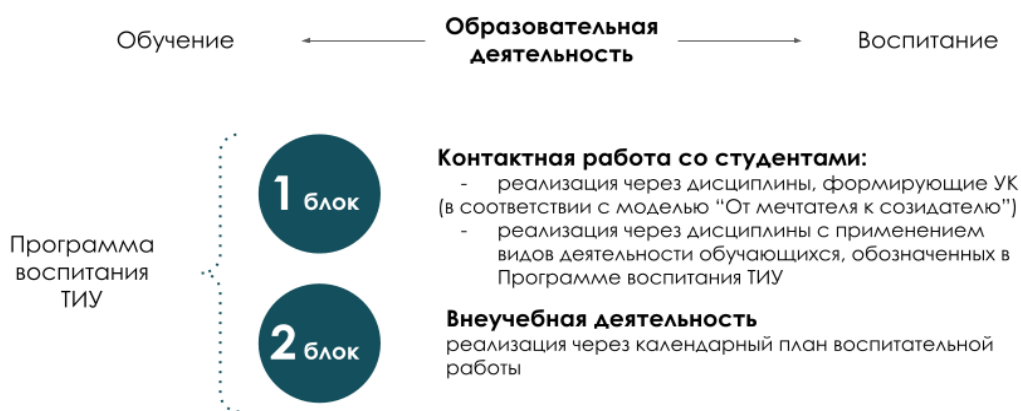 Обучение
Образовательная
деятельность
Воспитание
Программа
воспитания
ТИУ
1 блок
Контактная работа со студентами:
- реализация через дисциплины, формирующие УК
(в соответствии с моделью “От мечтателя к созидателю”)
- реализация через дисциплины с применением
видов деятельности обучающихся, обозначенных в
Программе воспитания ТИУ
2 блок
Внеучебная деятельность
реализация через календарный план воспитательной
работы